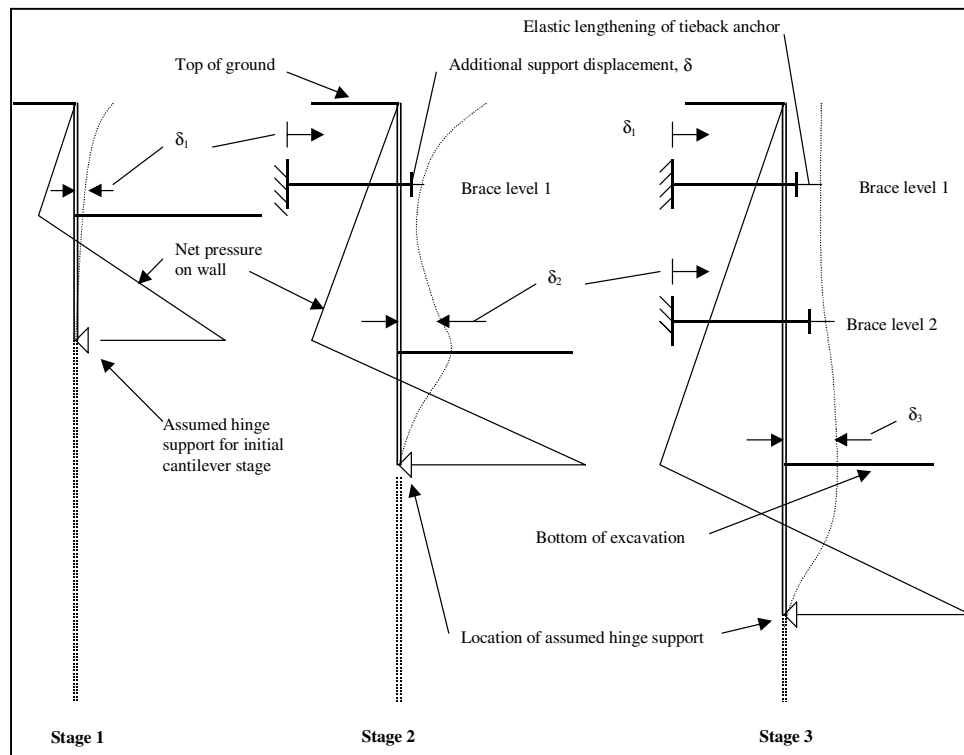 Elastic lengthening of tieback anchor
Top of ground
Additional support displacement, δ
δ₁
δ₁
Brace level 1
Brace level 1
Net pressure
on wall
δ₂
Brace level 2
Assumed hinge
support for initial
cantilever stage
δ₃
Bottom of excavation
Location of assumed hinge support
Stage 1
Stage 2
Stage 3